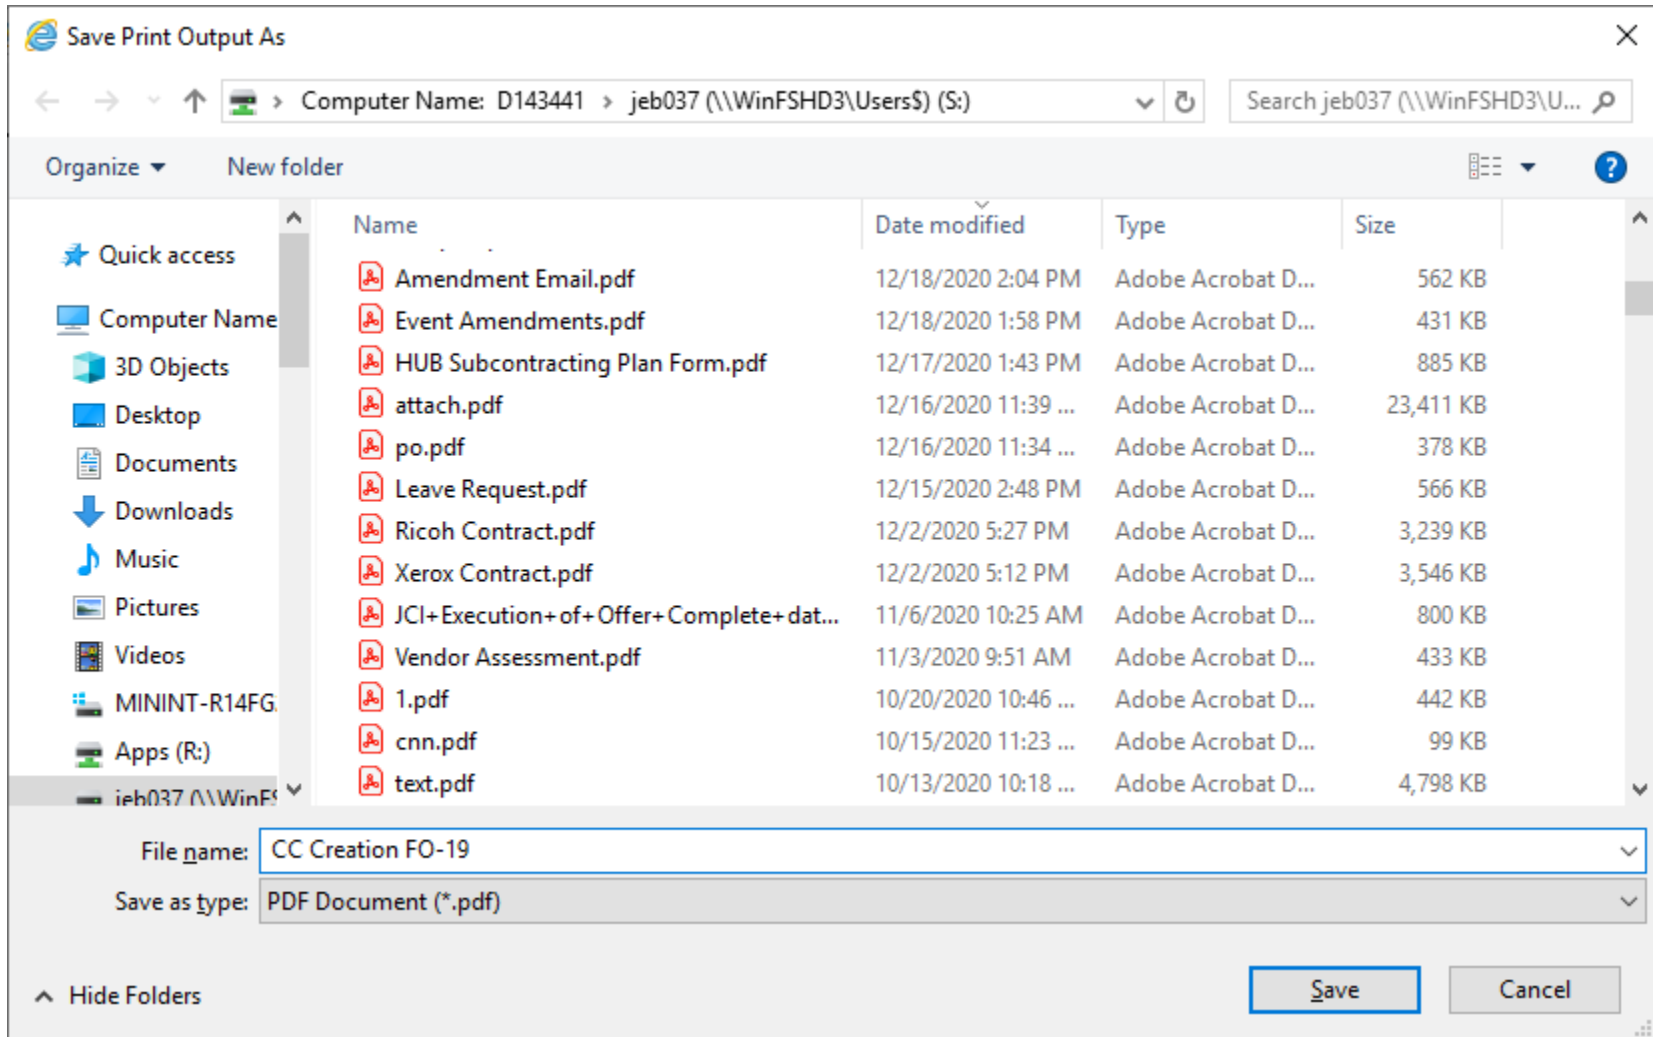 Save Print Output As
Computer Name: D143441 > jeb037 (\\WinFSHD3\Users$) (S:)
Search jeb037 (\\WinFSHD3\U...
Organize
New folder
?
Name Date modified Type Size
Quick access
Computer Name
3D Objects
Desktop
Documents
Downloads
Music
Pictures
Videos
MININT-R14FG
Apps (R:)
jeb037 (\\WinFS
Amendment Email.pdf 12/18/2020 2:04 PM Adobe Acrobat D... 562 KB
Event Amendments.pdf 12/18/2020 1:58 PM Adobe Acrobat D... 431 KB
HUB Subcontracting Plan Form.pdf 12/17/2020 1:43 PM Adobe Acrobat D... 885 KB
attach.pdf 12/16/2020 11:39 ... Adobe Acrobat D... 23,411 KB
po.pdf 12/16/2020 11:34 ... Adobe Acrobat D... 378 KB
Leave Request.pdf 12/15/2020 2:48 PM Adobe Acrobat D... 566 KB
Ricoh Contract.pdf 12/2/2020 5:27 PM Adobe Acrobat D... 3,239 KB
Xerox Contract.pdf 12/2/2020 5:12 PM Adobe Acrobat D... 3,546 KB
JCI+Execution+of+Offer+Complete+dat... 11/6/2020 10:25 AM Adobe Acrobat D... 800 KB
Vendor Assessment.pdf 11/3/2020 9:51 AM Adobe Acrobat D... 433 KB
1.pdf 10/20/2020 10:46 ... Adobe Acrobat D... 442 KB
cnn.pdf 10/15/2020 11:23 ... Adobe Acrobat D... 99 KB
text.pdf 10/13/2020 10:18 ... Adobe Acrobat D... 4,798 KB
File name: CC Creation FO-19
Save as type: PDF Document (*.pdf)
Hide Folders
Save
Cancel